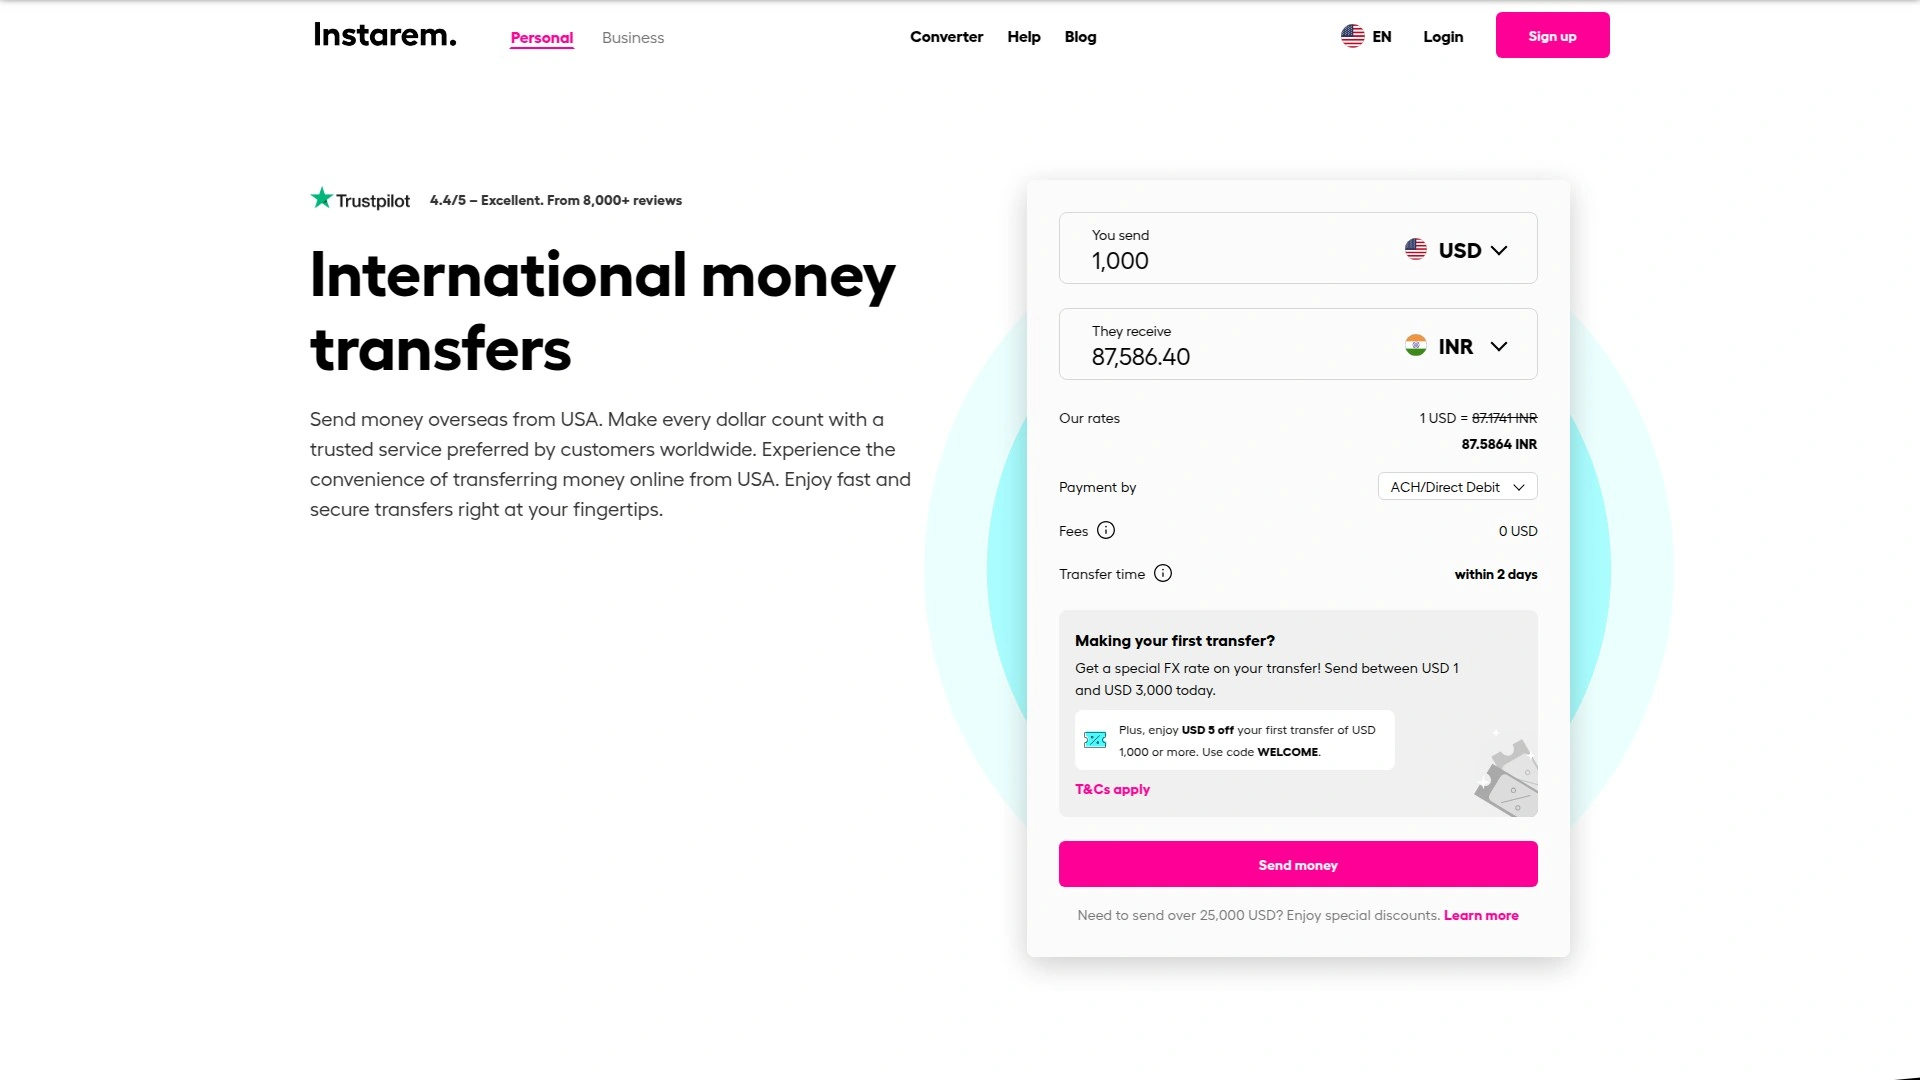 Instarem.
Personal
Business
Converter
Help
Blog
EN
Login
Sign up
Trustpilot
4.4/5 – Excellent. From 8,000+ reviews
International money
transfers
Send money overseas from USA. Make every dollar count with a
trusted service preferred by customers worldwide. Experience the
convenience of transferring money online from USA. Enjoy fast and
secure transfers right at your fingertips.
You send
1,000
USD
They receive
87,586.40
INR
Our rates
1 USD = 87.1741 INR
87.5864 INR
Payment by
ACH/Direct Debit
Fees
0 USD
Transfer time
within 2 days
Making your first transfer?
Get a special FX rate on your transfer! Send between USD 1
and USD 3,000 today.
Plus, enjoy USD 5 off your first transfer of USD
1,000 or more. Use code WELCOME.
T&Cs apply
Send money
Need to send over 25,000 USD? Enjoy special discounts. Learn more